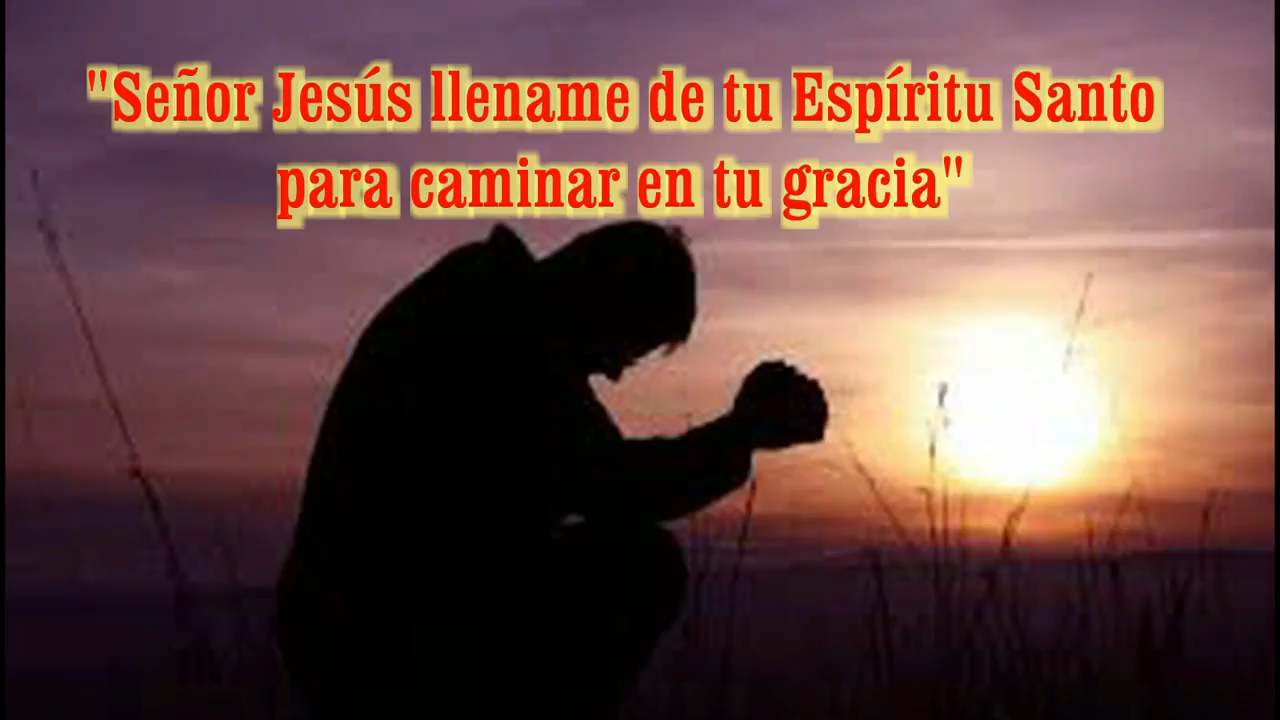 "Señor Jesús llename de tu Espíritu Santo
para caminar en tu gracia"